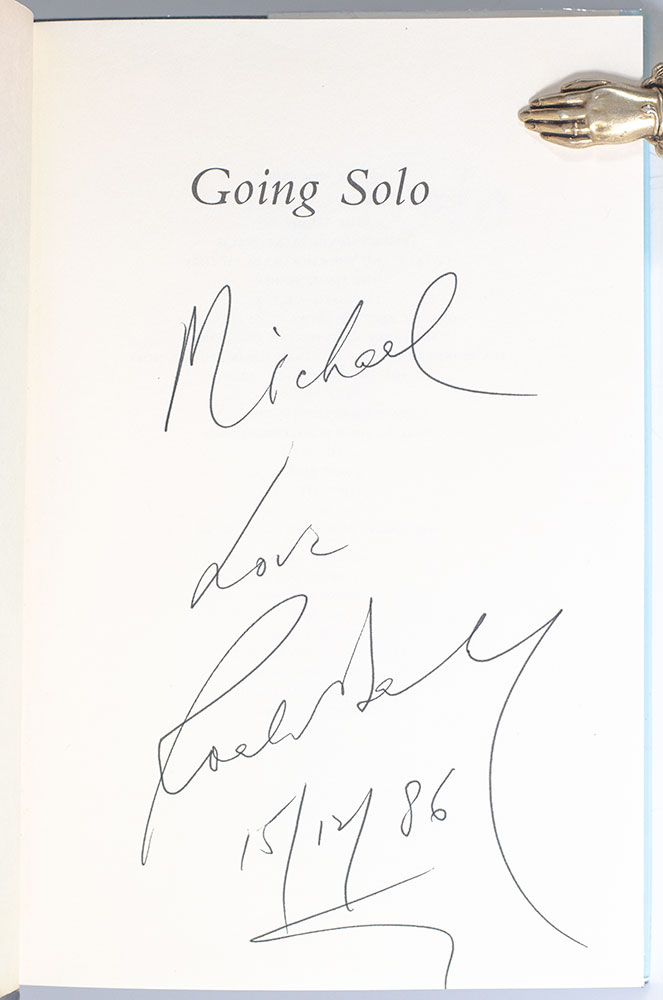 Going Solo
Michael
Love
Roald Dahl
15/12/86